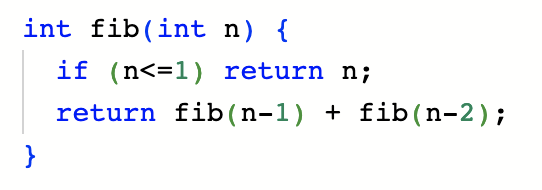 int fib(int n) {
  if (n<=1) return n;
  return fib(n-1) + fib(n-2);
}